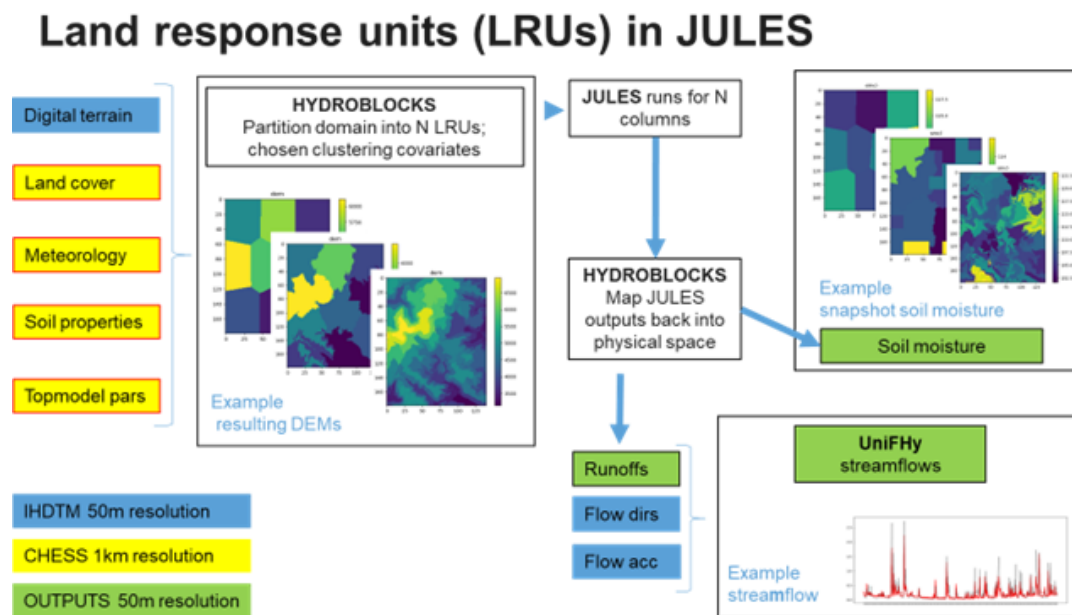 Land response units (LRUs) in JULES
Digital terrain
Land cover
Meteorology
Soil properties
Topmodel pars
HYDROBLOCKS
Partition domain into N LRUs;
chosen clustering covariates
Example
resulting DEMs
JULES runs for N
columns
HYDROBLOCKS
Map JULES
outputs back into
physical space
Example
snapshot soil moisture
Soil moisture
Runoffs
Flow dirs
Flow acc
UniFHy
streamflows
Example
streamflow
IHDTM 50m resolution
CHESS 1km resolution
OUTPUTS 50m resolution